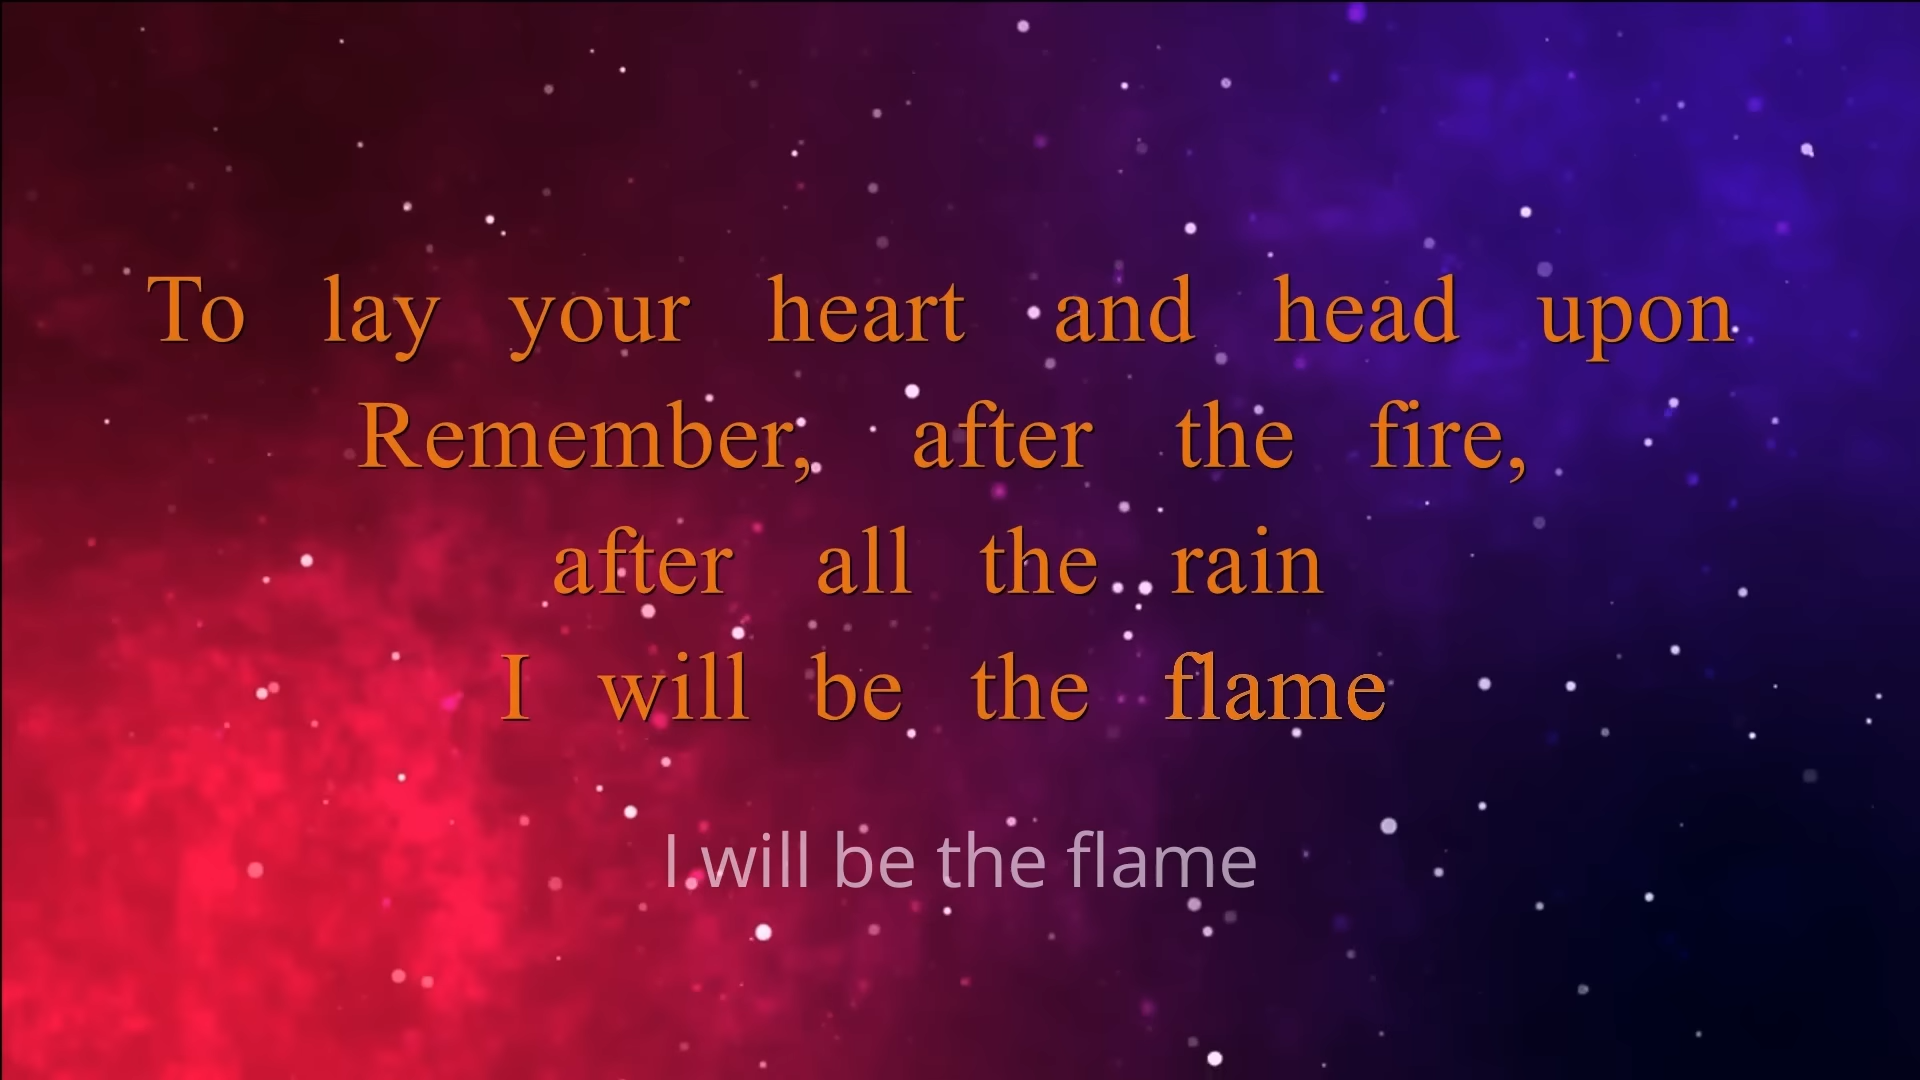 To lay your heart and head upon
Remember, after the fire,
after all the rain
I will be the flame
I will be the flame